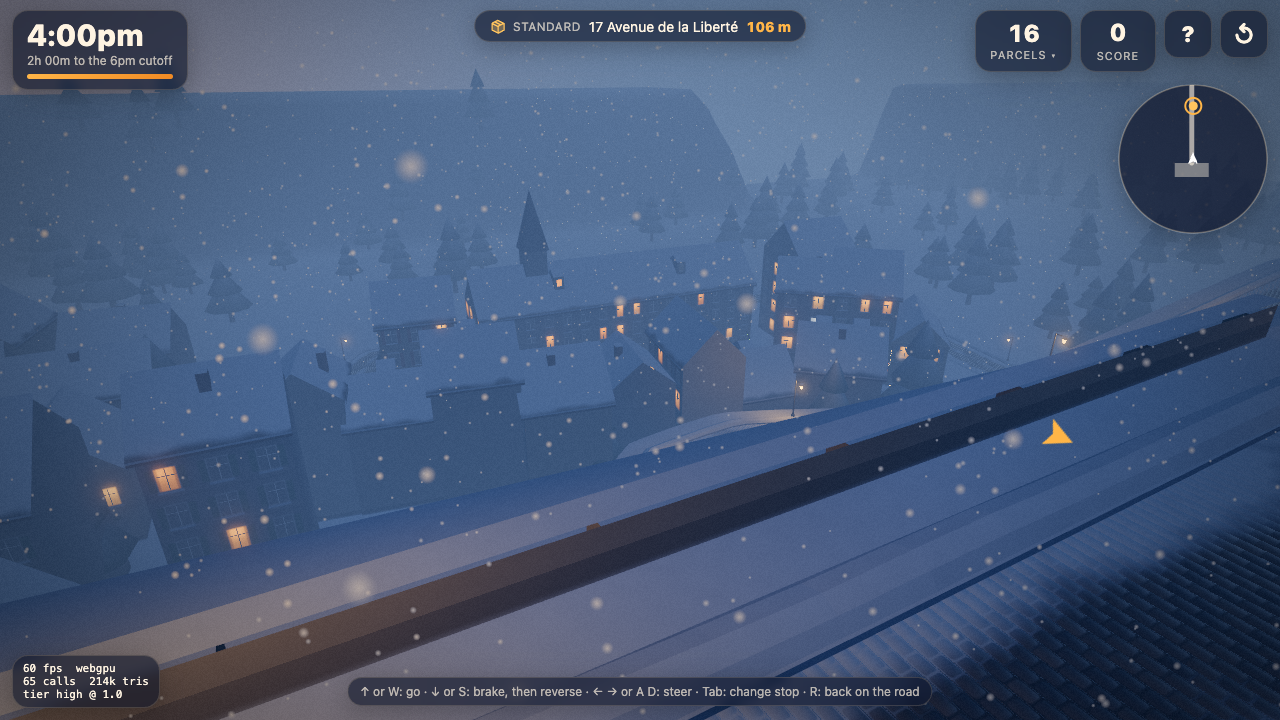 4:00pm
2h 00m to the 6pm cutoff
STANDARD 17 Avenue de la Liberté 106 m
16
PARCELS ▾
0
SCORE
?
60 fps webgpu
65 calls 214k tris
tier high @ 1.0
↑ or W: go · ↓ or S: brake, then reverse · ← → or A D: steer · Tab: change stop · R: back on the road